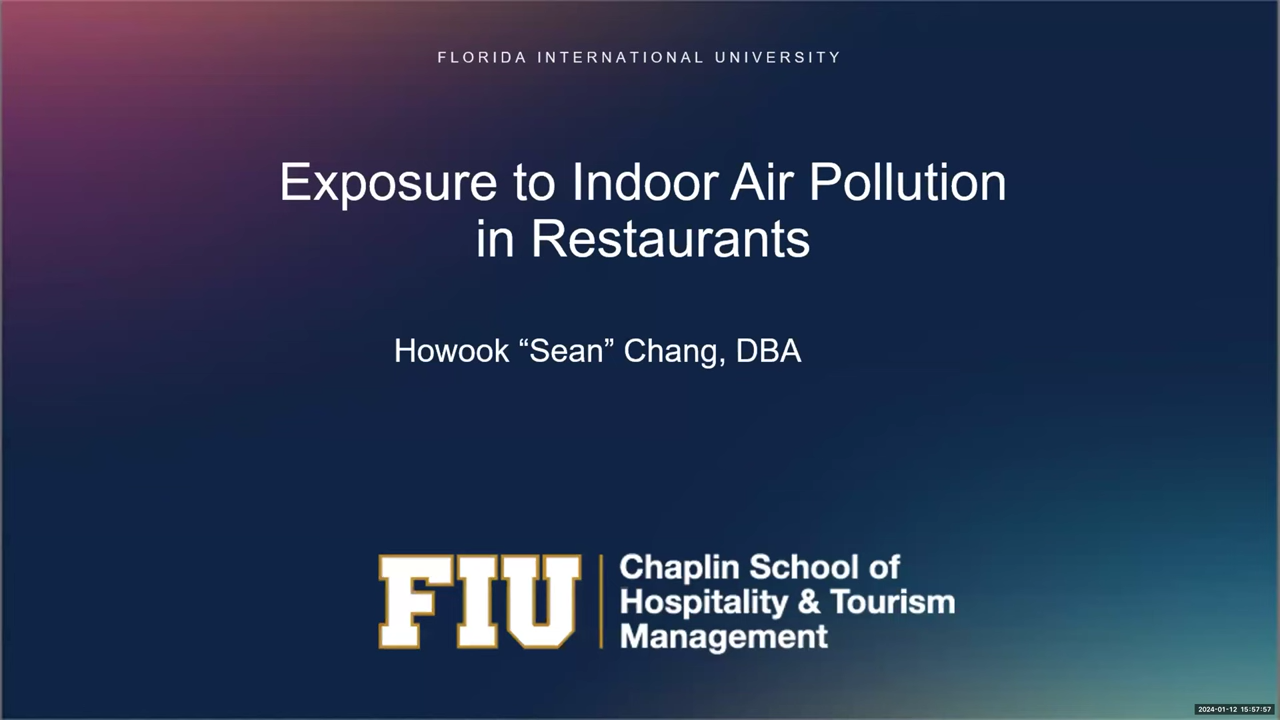 FLORIDA INTERNATIONAL UNIVERSITY
Exposure to Indoor Air Pollution
in Restaurants
Howook “Sean” Chang, DBA
FIU
Chaplin School of
Hospitality & Tourism
Management
2024-01-12 15:57:57